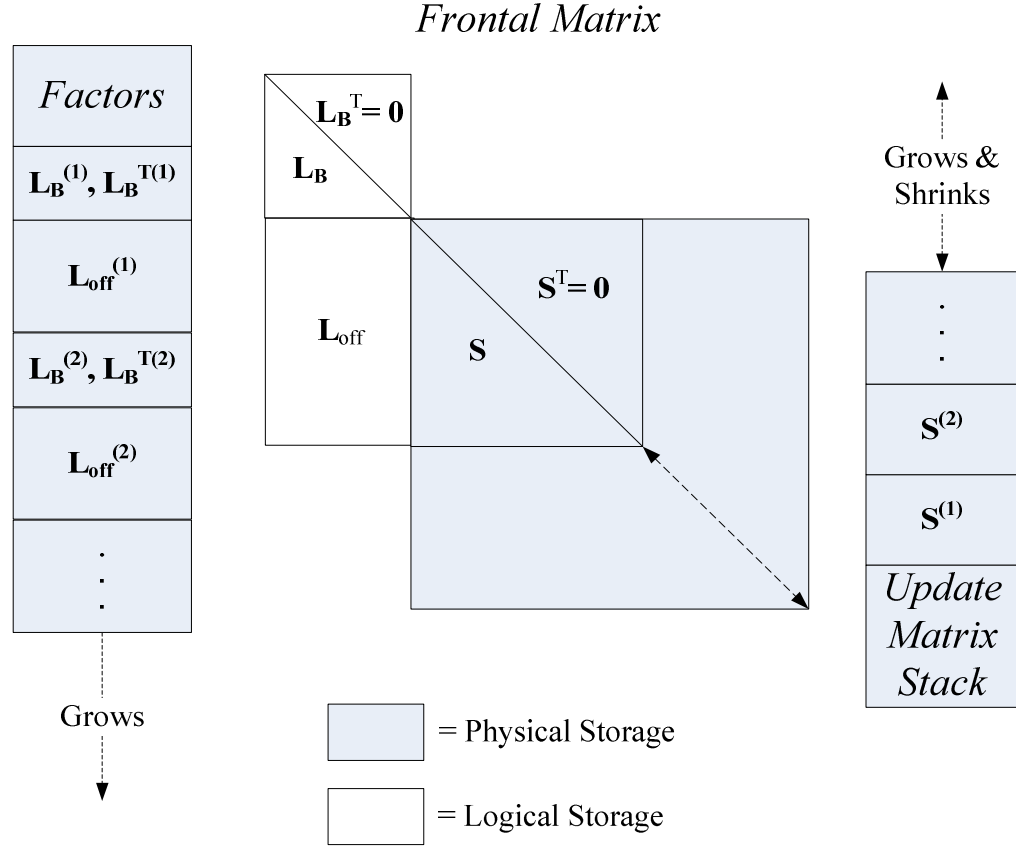 Frontal Matrix
Factors
L_B^(1), L_B^T(1)
L_off^(1)
L_B^(2), L_B^T(2)
L_off^(2)
.
.
.
Grows
L_B^T = 0
L_B
L_off
S^T = 0
S
Grows &
Shrinks
.
.
.
S^(2)
S^(1)
Update
Matrix
Stack
= Physical Storage
= Logical Storage